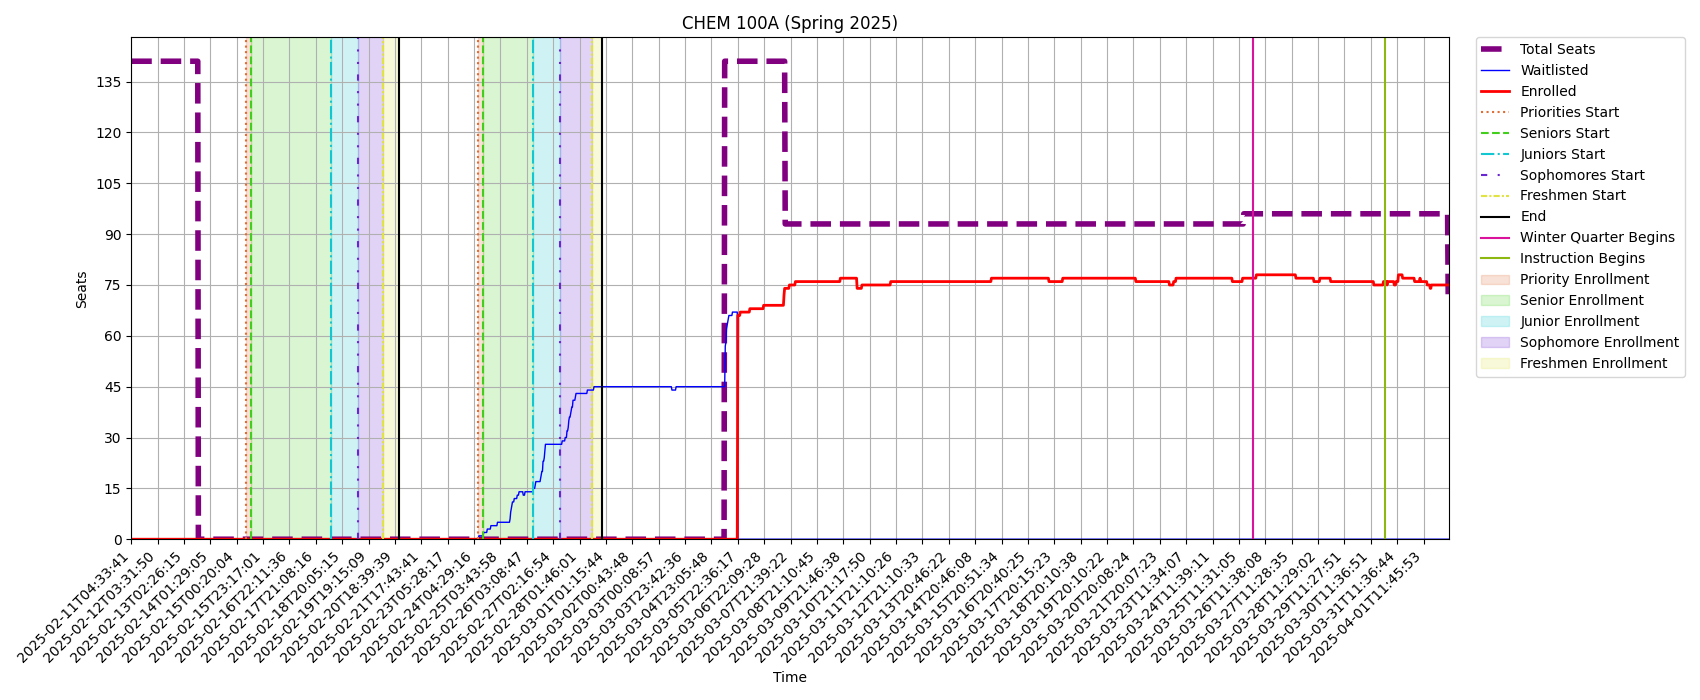 CHEM 100A (Spring 2025)
Seats
135
120
105
90
75
60
45
30
15
0
2025-02-11T04:33:41
2025-02-12T03:31:50
2025-02-13T02:26:15
2025-02-14T01:29:05
2025-02-15T00:20:04
2025-02-15T23:17:01
2025-02-16T22:11:36
2025-02-17T21:08:16
2025-02-18T20:05:15
2025-02-19T19:15:09
2025-02-20T18:39:39
2025-02-21T17:43:41
2025-02-23T05:28:17
2025-02-24T04:29:16
2025-02-25T03:43:58
2025-02-26T03:08:47
2025-02-27T02:16:54
2025-02-28T01:46:01
2025-03-01T01:15:44
2025-03-02T00:43:48
2025-03-03T00:08:57
2025-03-03T23:42:36
2025-03-04T23:05:48
2025-03-05T22:36:17
2025-03-06T22:09:28
2025-03-07T21:39:22
2025-03-08T21:10:45
2025-03-09T21:46:38
2025-03-10T21:17:50
2025-03-11T21:10:26
2025-03-12T21:10:33
2025-03-13T20:46:22
2025-03-14T20:46:08
2025-03-15T20:51:34
2025-03-16T20:40:25
2025-03-17T20:15:23
2025-03-18T20:10:38
2025-03-19T20:10:22
2025-03-20T20:08:24
2025-03-21T20:07:23
2025-03-23T11:34:07
2025-03-24T11:39:11
2025-03-25T11:31:05
2025-03-26T11:38:08
2025-03-27T11:28:35
2025-03-28T11:29:02
2025-03-29T11:27:51
2025-03-30T11:36:51
2025-03-31T11:36:44
2025-04-01T11:45:53
Time
Total Seats
Waitlisted
Enrolled
Priorities Start
Seniors Start
Juniors Start
Sophomores Start
Freshmen Start
End
Winter Quarter Begins
Instruction Begins
Priority Enrollment
Senior Enrollment
Junior Enrollment
Sophomore Enrollment
Freshmen Enrollment